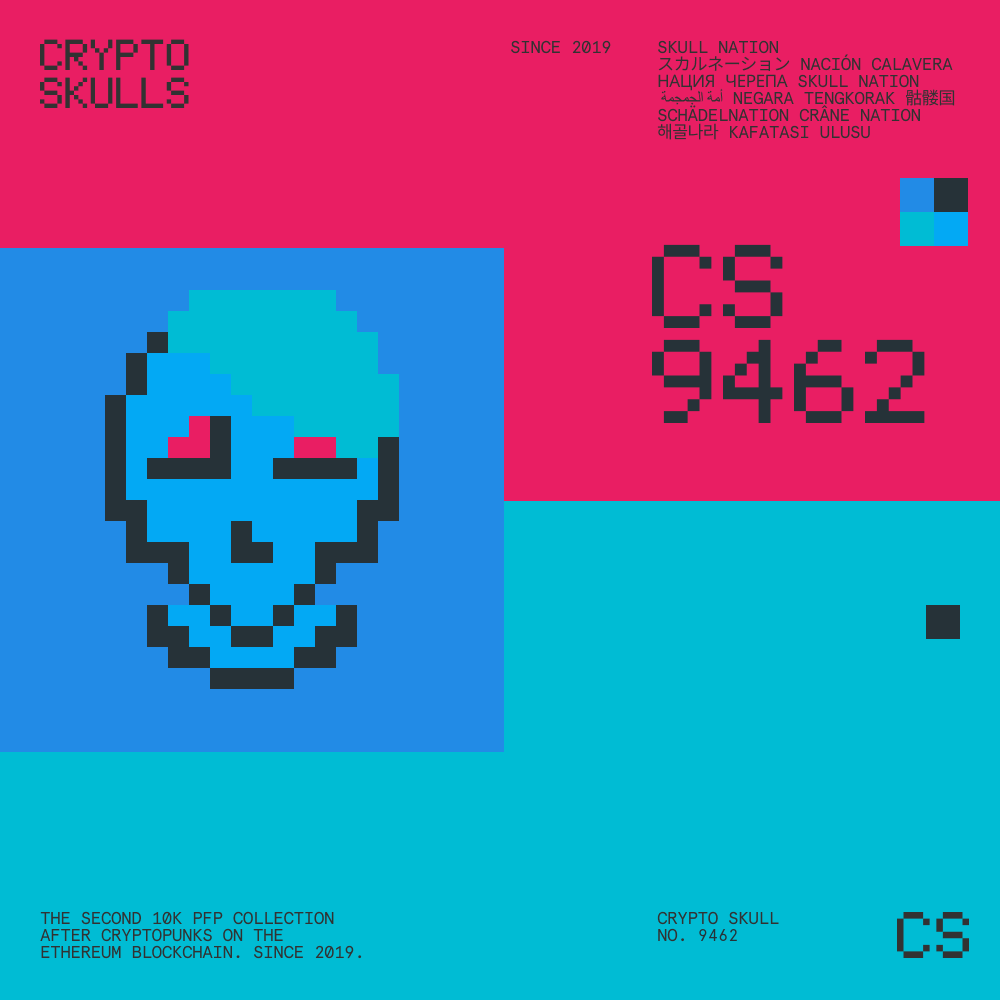 CRYPTO
SKULLS
SINCE 2019
SKULL NATION
スカルネーション NACIÓN CALAVERA
НАЦИЯ ЧЕРЕПА SKULL NATION
أمة الجمجمة NEGARA TENGKORAK 骷髅国
SCHÄDELNATION CRÂNE NATION
해골나라 KAFATASI ULUSU
CS
9462
THE SECOND 10K PFP COLLECTION
AFTER CRYPTOPUNKS ON THE
ETHEREUM BLOCKCHAIN. SINCE 2019.
CRYPTO SKULL
NO. 9462
CS